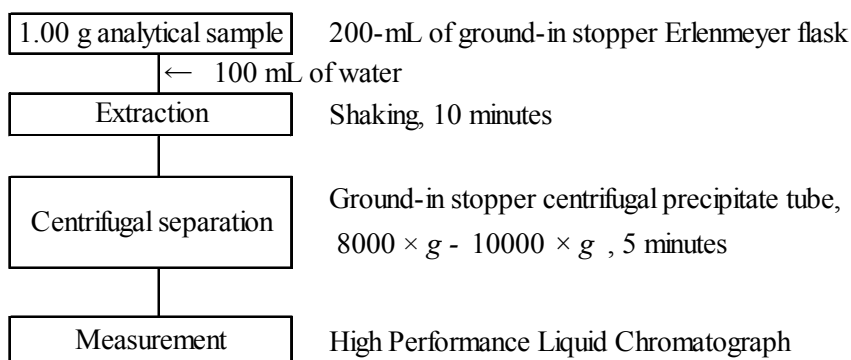 1.00 g analytical sample 200-mL of ground-in stopper Erlenmeyer flask
← 100 mL of water
Extraction Shaking, 10 minutes
Centrifugal separation
Ground-in stopper centrifugal precipitate tube,
8000 × g - 10000 × g , 5 minutes
Measurement High Performance Liquid Chromatograph